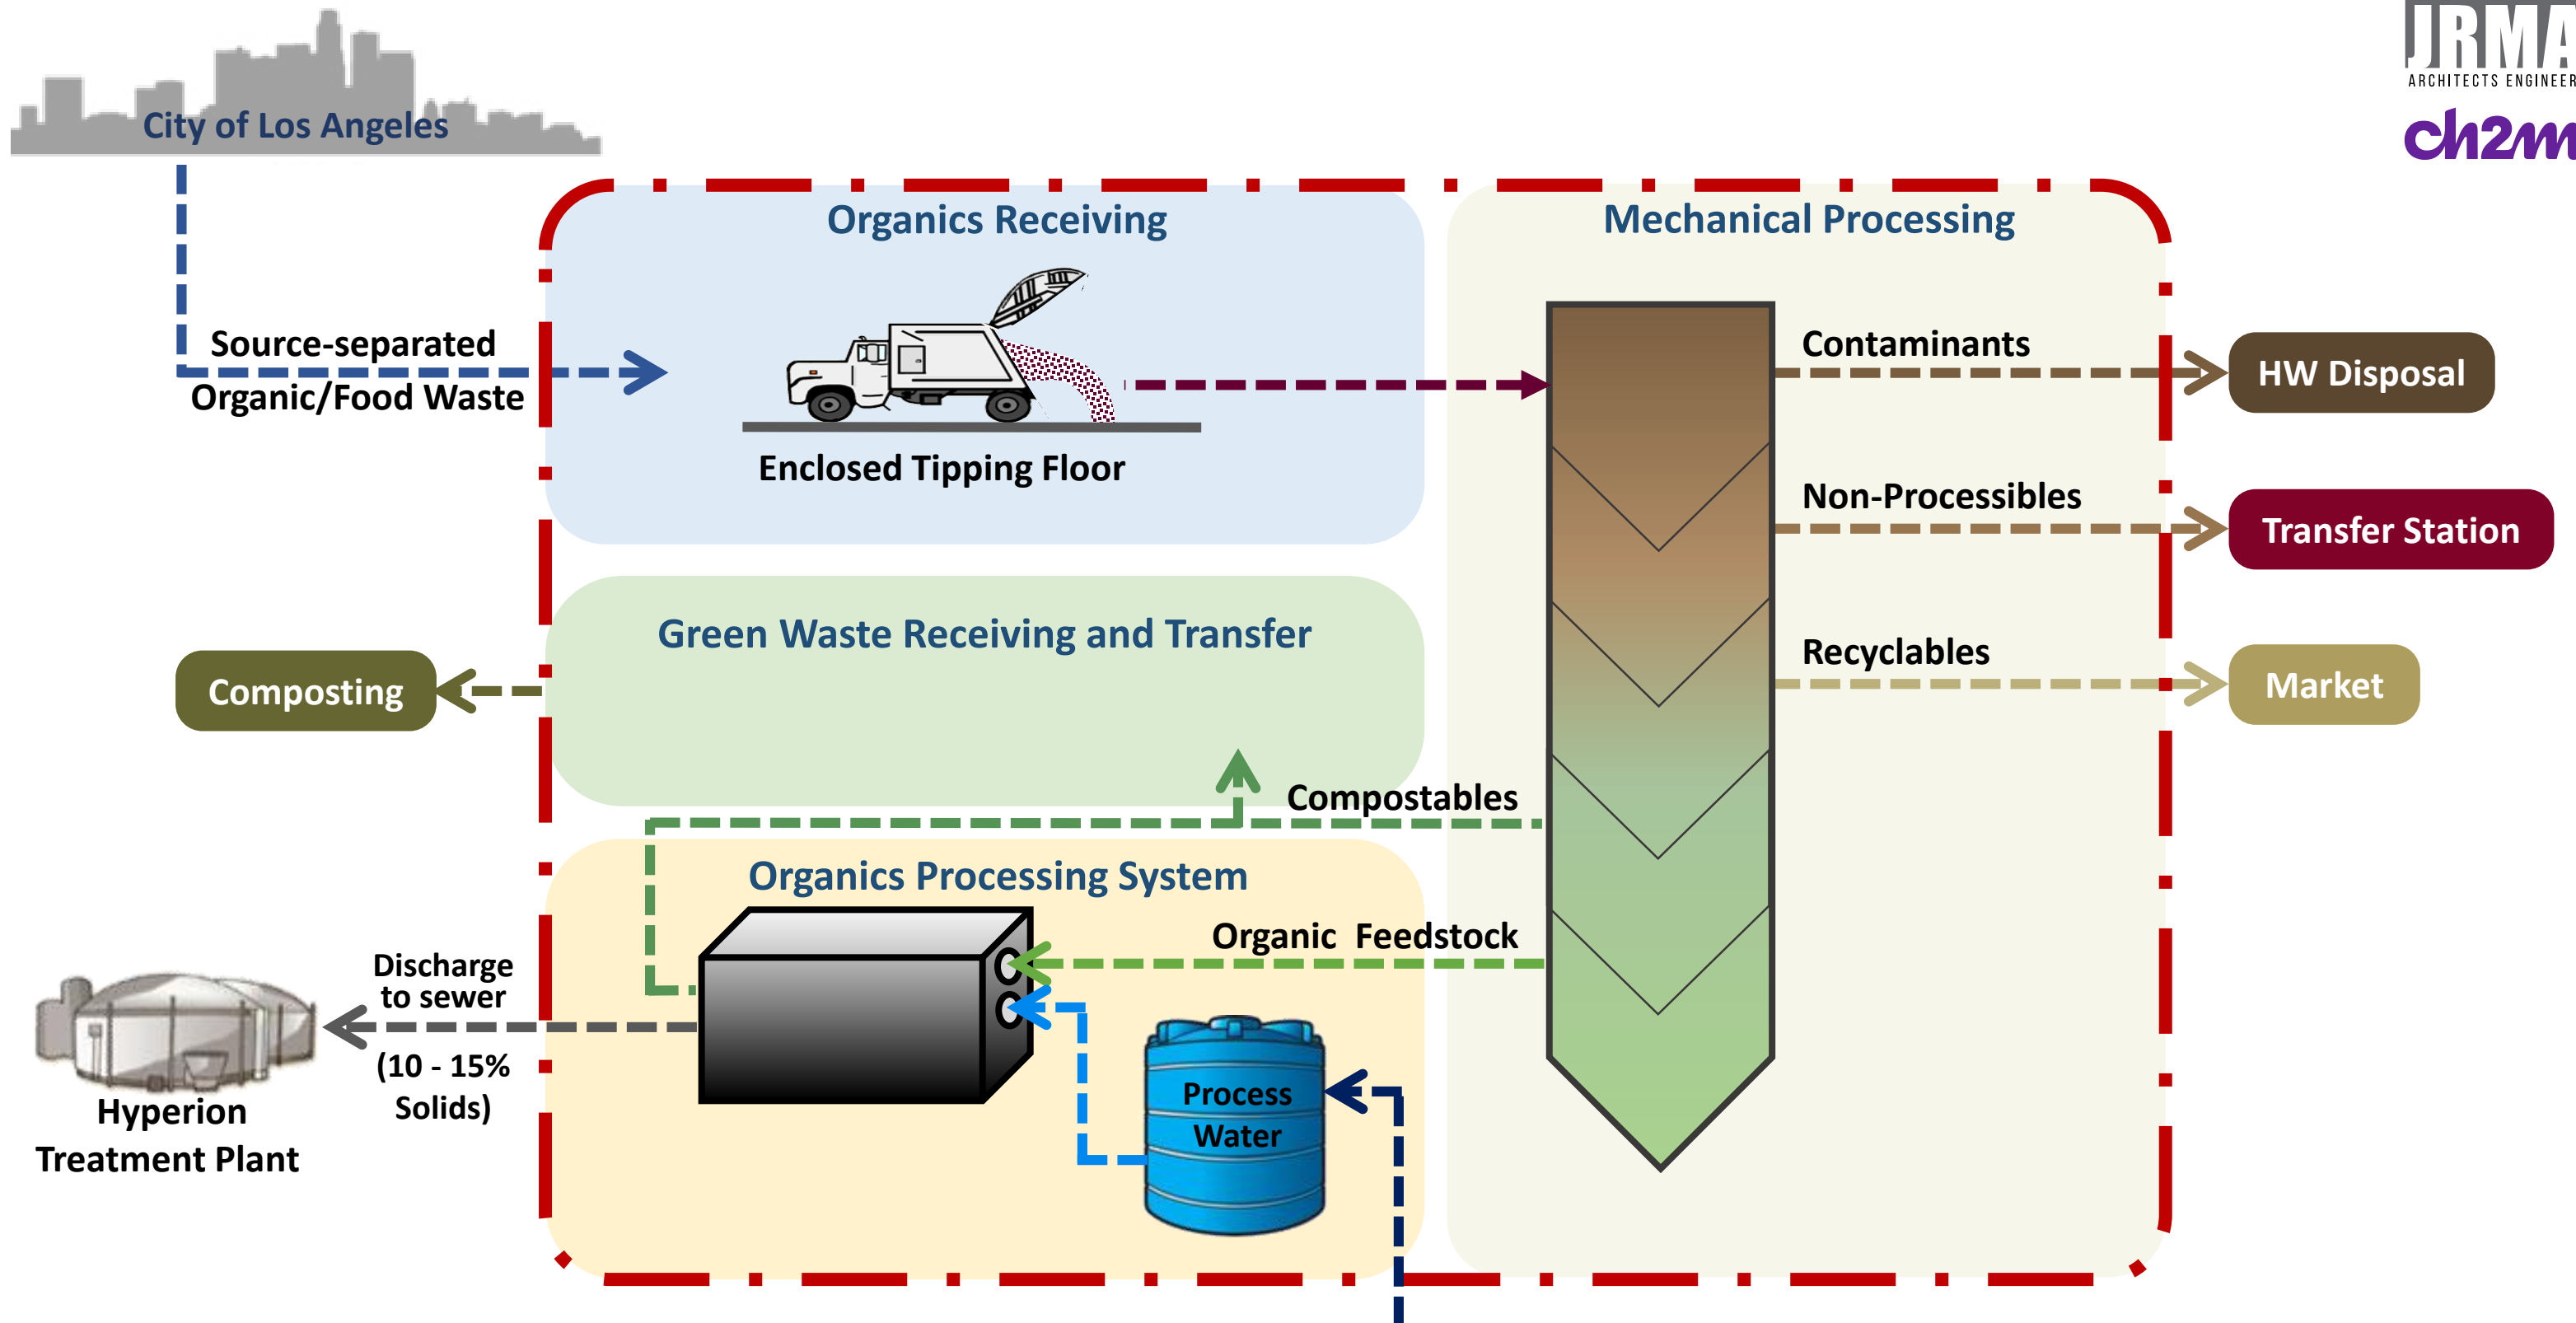 JRMA
ARCHITECTS ENGINEER
ch2m
City of Los Angeles
Organics Receiving
Mechanical Processing
Source-separated
Organic/Food Waste
Contaminants
HW Disposal
Enclosed Tipping Floor
Non-Processibles
Transfer Station
Green Waste Receiving and Transfer
Recyclables
Composting
Market
Compostables
Organics Processing System
Organic Feedstock
Discharge
to sewer
(10 - 15%
Solids)
Process
Water
Hyperion
Treatment Plant